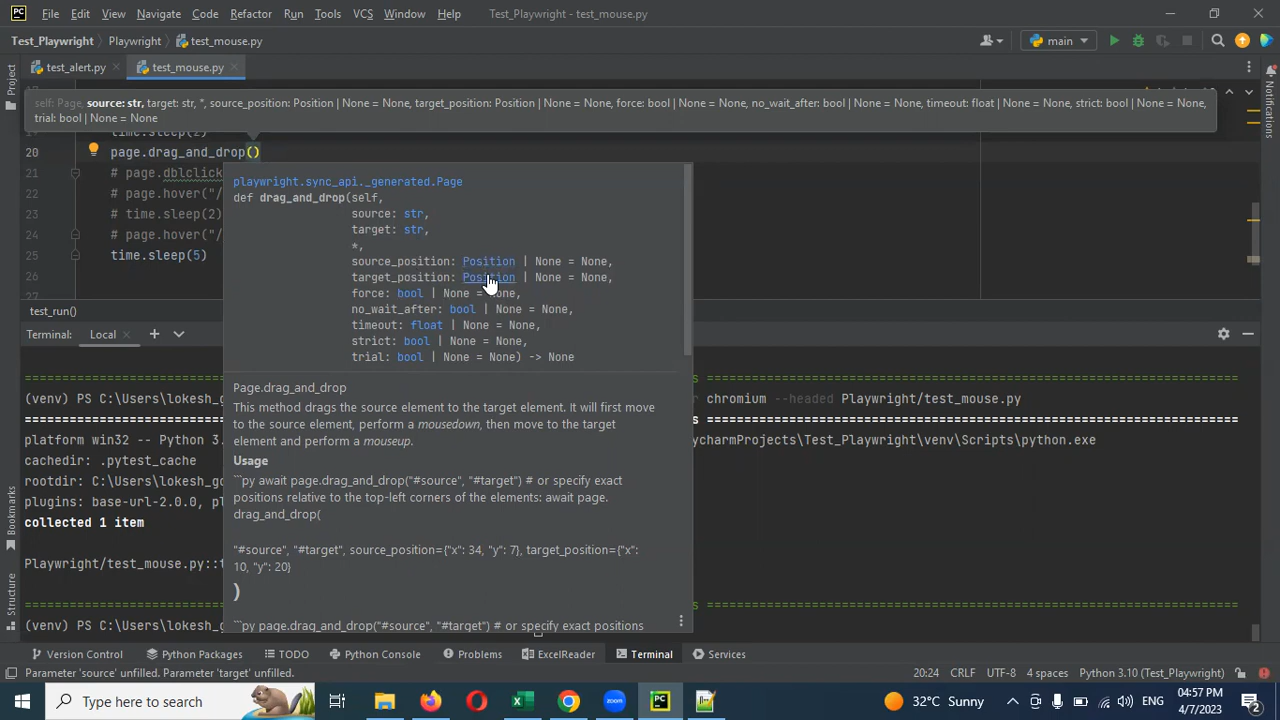 PC File Edit View Navigate Code Refactor Run Tools VCS Window Help Test_Playwright - test_mouse.py
Test_Playwright Playwright test_mouse.py main
test_alert.py test_mouse.py
self: Page, source: str, target: str, *, source_position: Position | None = None, target_position: Position | None = None, force: bool | None = None, no_wait_after: bool | None = None, timeout: float | None = None, strict: bool | None = None,
trial: bool | None = None
time.sleep(2)
20 page.drag_and_drop()
21 # page.dblclick
22 # page.hover("/
23 # time.sleep(2)
24 # page.hover("/
25 time.sleep(5)
26
playwright.sync_api._generated.Page
def drag_and_drop(self,
source: str,
target: str,
*,
source_position: Position | None = None,
target_position: Position | None = None,
force: bool | None = None,
no_wait_after: bool | None = None,
timeout: float | None = None,
strict: bool | None = None,
trial: bool | None = None) -> None
Page.drag_and_drop
This method drags the source element to the target element. It will first move
to the source element, perform a mousedown, then move to the target
element and perform a mouseup.
Usage
```py await page.drag_and_drop("#source", "#target") # or specify exact
positions relative to the top-left corners of the elements: await page.
drag_and_drop(
"#source", "#target", source_position={"x": 34, "y": 7}, target_position={"x":
10, "y": 20}
)
```py page.drag_and_drop("#source", "#target") # or specify exact positions
test_run()
Terminal: Local
(venv) PS C:\Users\lokesh_g r chromium --headed Playwright/test_mouse.py
platform win32 -- Python 3. ycharmProjects\Test_Playwright\venv\Scripts\python.exe
cachedir: .pytest_cache
rootdir: C:\Users\lokesh_g
plugins: base-url-2.0.0, pl
collected 1 item
Playwright/test_mouse.py::t
(venv) PS C:\Users\lokesh_g
Project
Bookmarks
Structure
Notifications
Version Control Python Packages TODO Python Console Problems ExcelReader Terminal Services
Parameter 'source' unfilled. Parameter 'target' unfilled. 20:24 CRLF UTF-8 4 spaces Python 3.10 (Test_Playwright)
Type here to search 32°C Sunny ENG 04:57 PM
4/7/2023 2